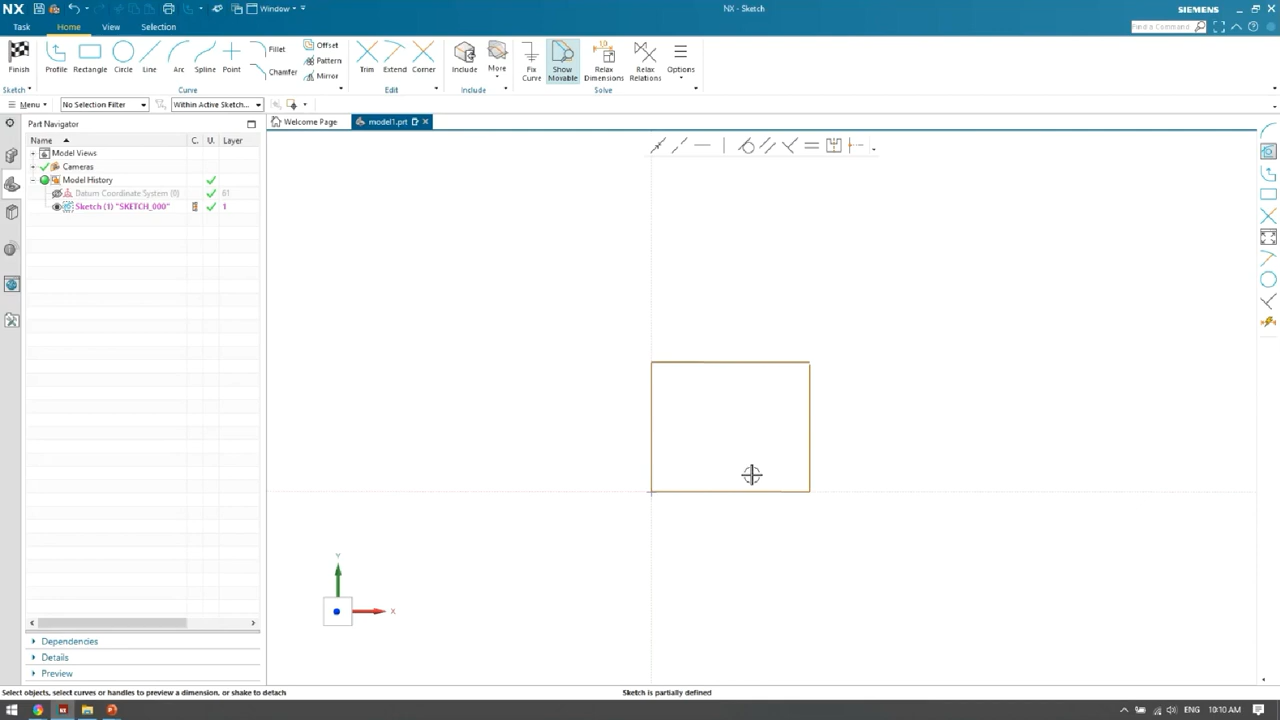 NX
Window
NX - Sketch
SIEMENS
Task
Home
View
Selection
Find a Command
Finish
Profile
Rectangle
Circle
Line
Arc
Spline
Point
Fillet
Chamfer
Offset
Pattern
Mirror
Trim
Extend
Corner
Include
More
Fix
Curve
Show
Movable
Relax
Dimensions
Relax
Relations
Options
Sketch
Curve
Edit
Include
Solve
Menu
No Selection Filter
Within Active Sketch...
Part Navigator
Welcome Page
model1.prt
Name
C.
U.
Layer
Model Views
Cameras
Model History
Datum Coordinate System (0)
61
Sketch (1) "SKETCH_000"
1
Y
X
Dependencies
Details
Preview
Select objects, select curves or handles to preview a dimension, or shake to detach
Sketch is partially defined
ENG
10:10 AM